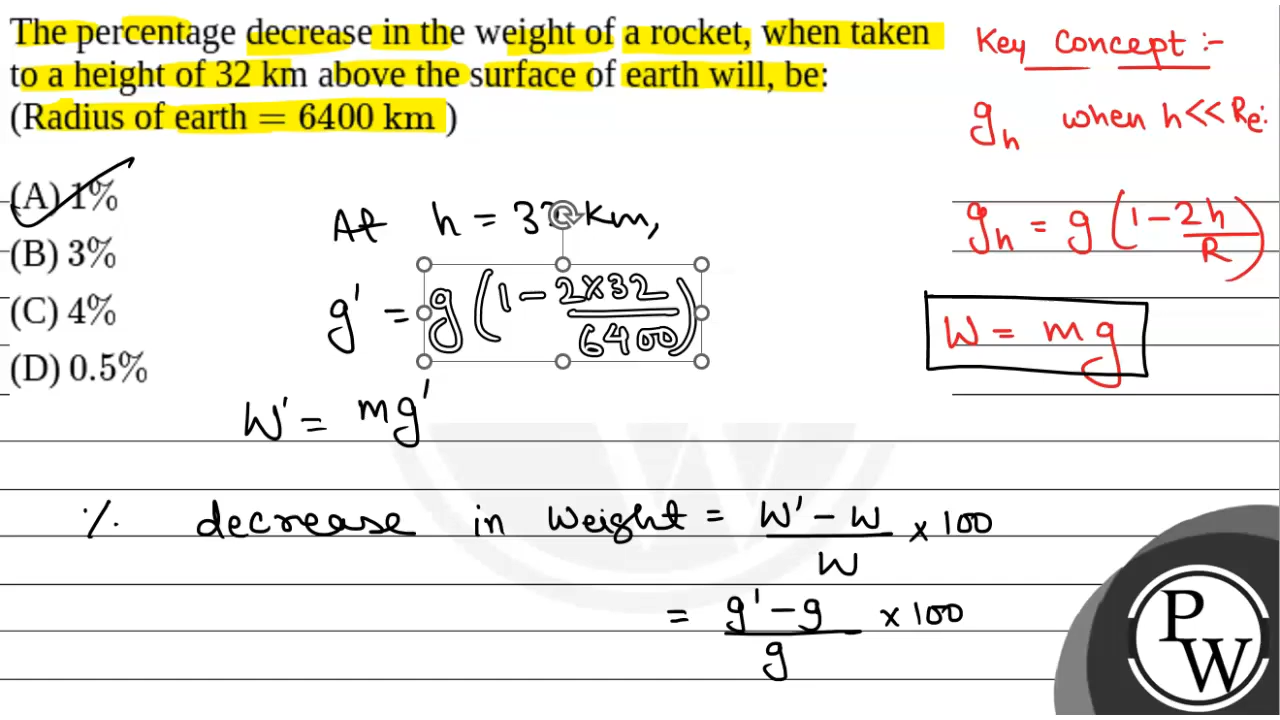 The percentage decrease in the weight of a rocket, when taken
to a height of 32 km above the surface of earth will, be:
(Radius of earth = 6400 km )
(A) 1%
(B) 3%
(C) 4%
(D) 0.5%
Key Concept :-
g_h when h<<Re:
g_h = g (1 - 2h/R)
W = mg
At h = 32 Km,
g' = g (1 - 2×32/6400)
W' = mg'
% decrease in Weight = W' - W / W × 100
= g' - g / g × 100
PW